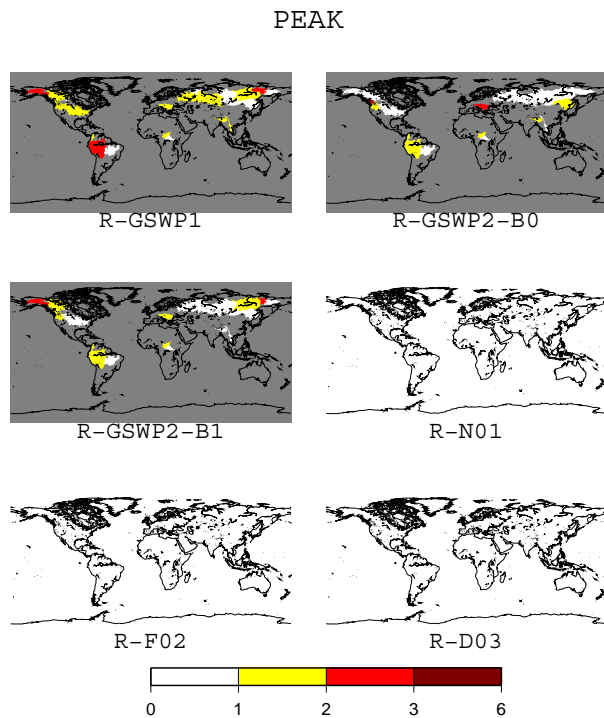 PEAK
R-GSWP1 R-GSWP2-B0
R-GSWP2-B1 R-N01
R-F02 R-D03
0 1 2 3 6